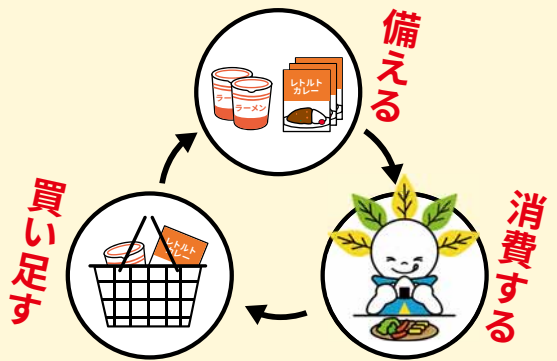 備える
ラーメン
ラーメン
レトルト
カレー
消費する
買い足す
レトルト
カレー